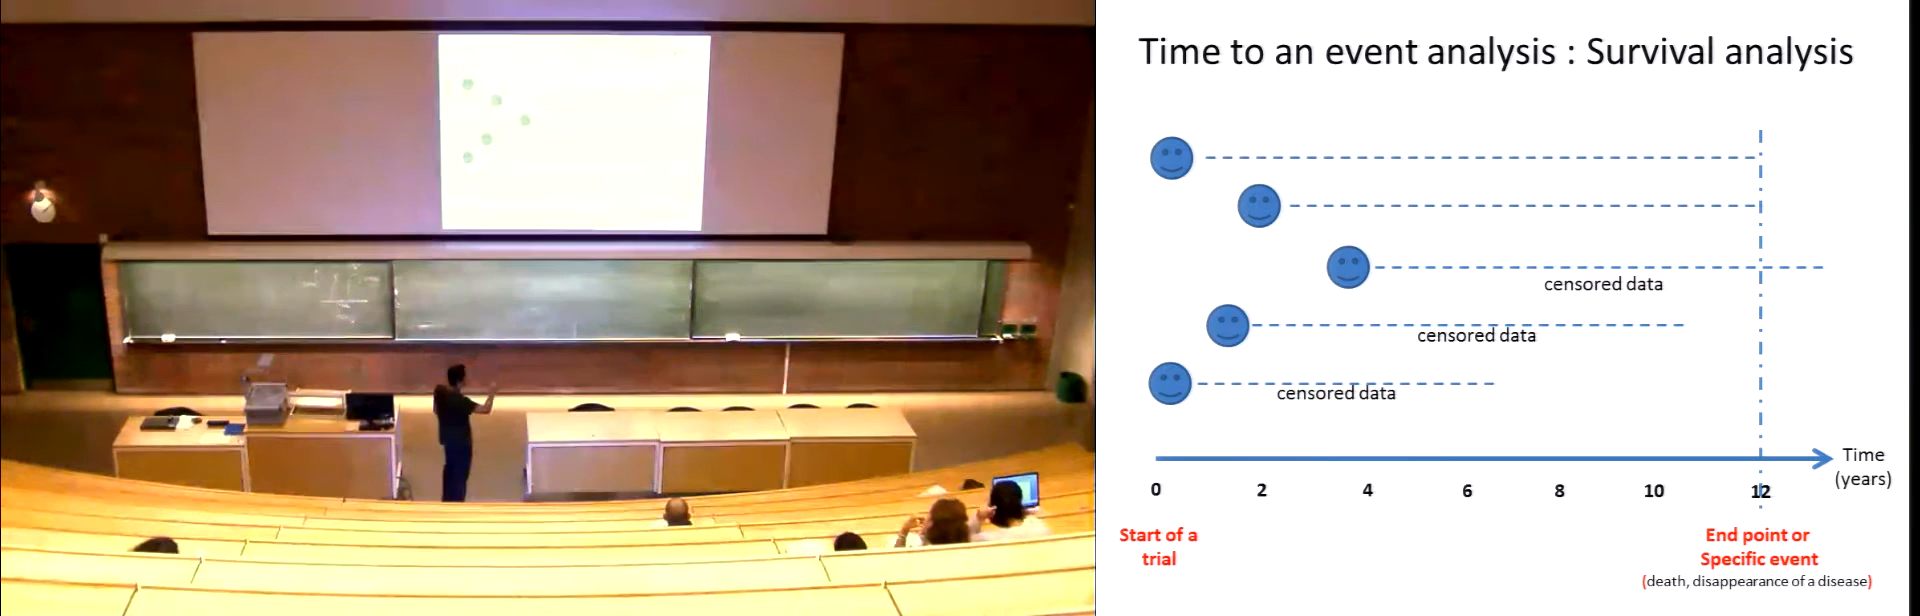 Time to an event analysis : Survival analysis
censored data
censored data
censored data
Time
(years)
0 2 4 6 8 10 12
Start of a
trial
End point or
Specific event
(death, disappearance of a disease)